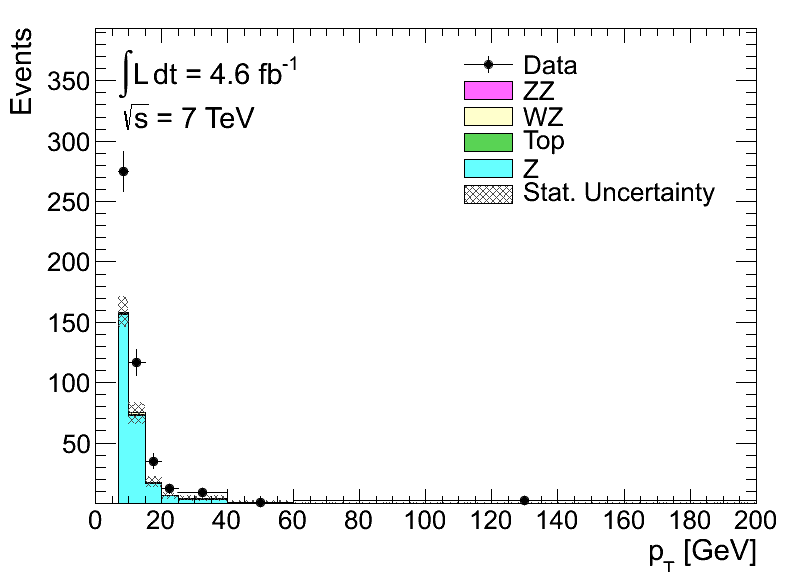 Events
∫L dt = 4.6 fb⁻¹
√s = 7 TeV
Data
ZZ
WZ
Top
Z
Stat. Uncertainty
350
300
250
200
150
100
50
0 20 40 60 80 100 120 140 160 180 200
p_T [GeV]